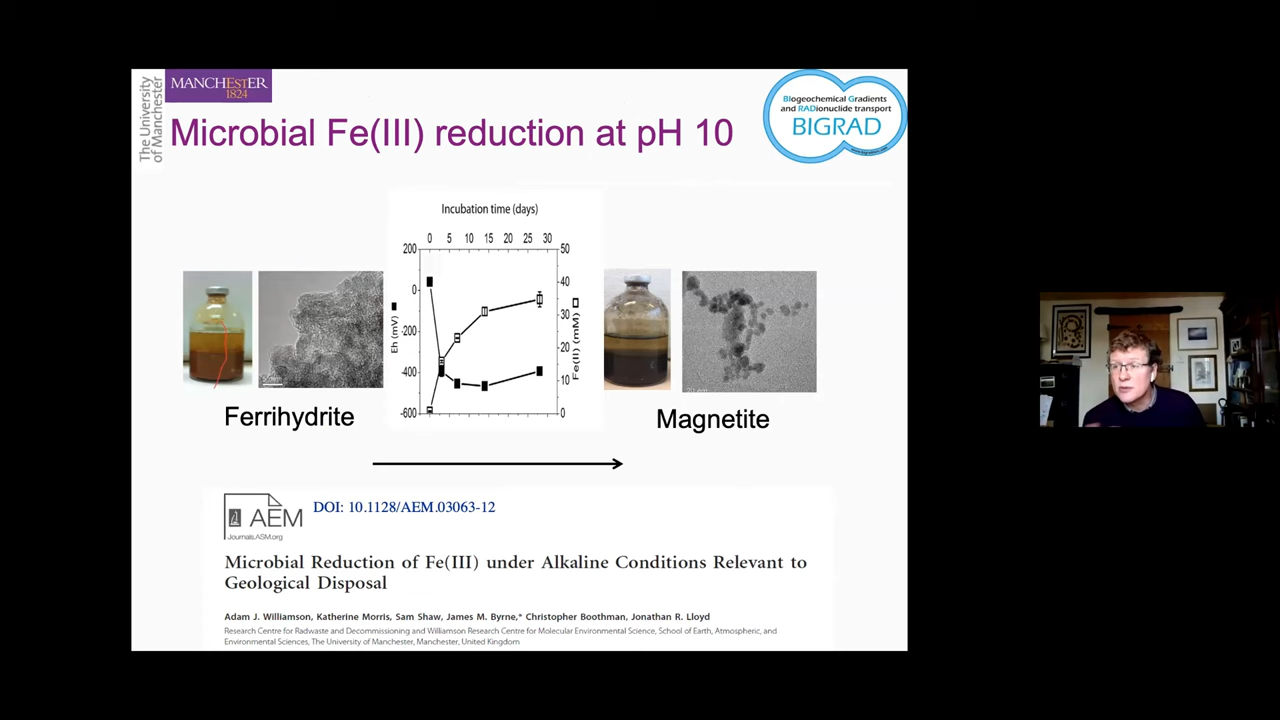 The University
of Manchester
MANCHESTER
1824
BIogeochemical Gradients
and RADionuclide transport
BIGRAD
Microbial Fe(III) reduction at pH 10
Incubation time (days)
0 5 10 15 20 25 30
200
0
-200
-400
-600
Eh (mV)
50
40
30
20
10
0
Fe(II) (mM)
Ferrihydrite
Magnetite
AEM
Journals.ASM.org
DOI: 10.1128/AEM.03063-12
Microbial Reduction of Fe(III) under Alkaline Conditions Relevant to
Geological Disposal
Adam J. Williamson, Katherine Morris, Sam Shaw, James M. Byrne,* Christopher Boothman, Jonathan R. Lloyd
Research Centre for Radwaste and Decommissioning and Williamson Research Centre for Molecular Environmental Science, School of Earth, Atmospheric, and
Environmental Sciences, The University of Manchester, Manchester, United Kingdom